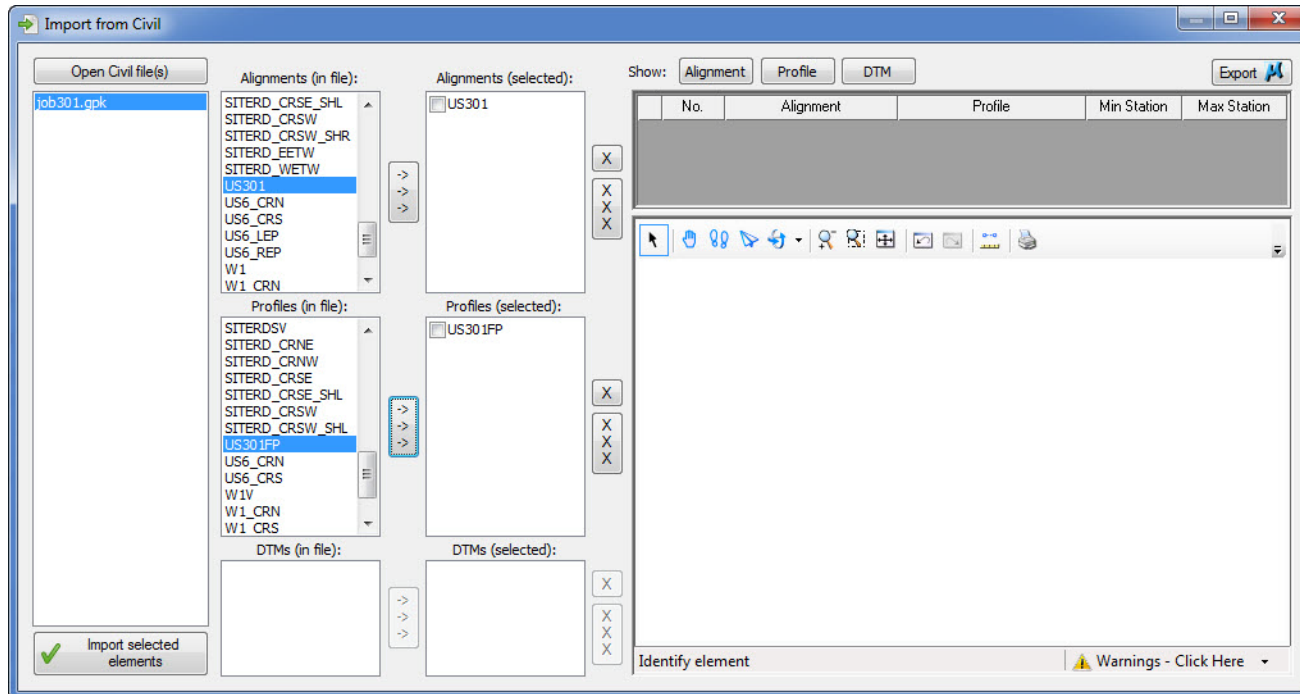 Import from Civil
Open Civil file(s)
job301.gpk
Import selected
elements
Alignments (in file):
SITERD_CRSE_SHL
SITERD_CRSW
SITERD_CRSW_SHR
SITERD_EETW
SITERD_WETW
US301
US6_CRN
US6_CRS
US6_LEP
US6_REP
W1
W1_CRN
->
->
->
Alignments (selected):
US301
X
X
X
X
Profiles (in file):
SITERDSV
SITERD_CRNE
SITERD_CRNW
SITERD_CRSE
SITERD_CRSE_SHL
SITERD_CRSW
SITERD_CRSW_SHL
US301FP
US6_CRN
US6_CRS
W1V
W1_CRN
W1_CRS
->
->
->
Profiles (selected):
US301FP
X
X
X
X
DTMs (in file):
->
->
->
DTMs (selected):
X
X
X
X
Show: Alignment Profile DTM Export
No. Alignment Profile Min Station Max Station
Identify element Warnings - Click Here